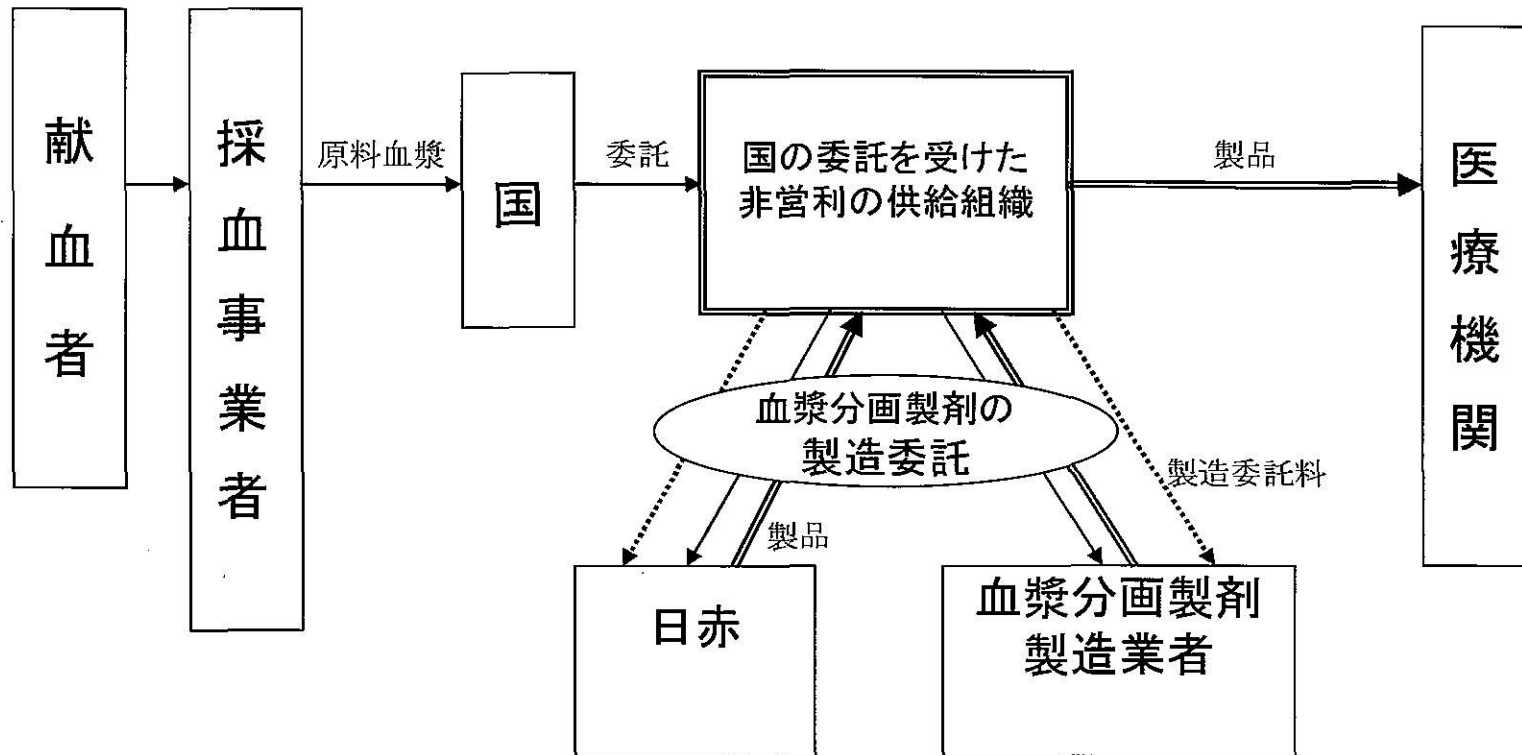 献血者
採血事業者
原料血漿
国
委託
国の委託を受けた
非営利の供給組織
製品
医療機関
血漿分画製剤の
製造委託
製造委託料
製品
日赤
血漿分画製剤
製造業者